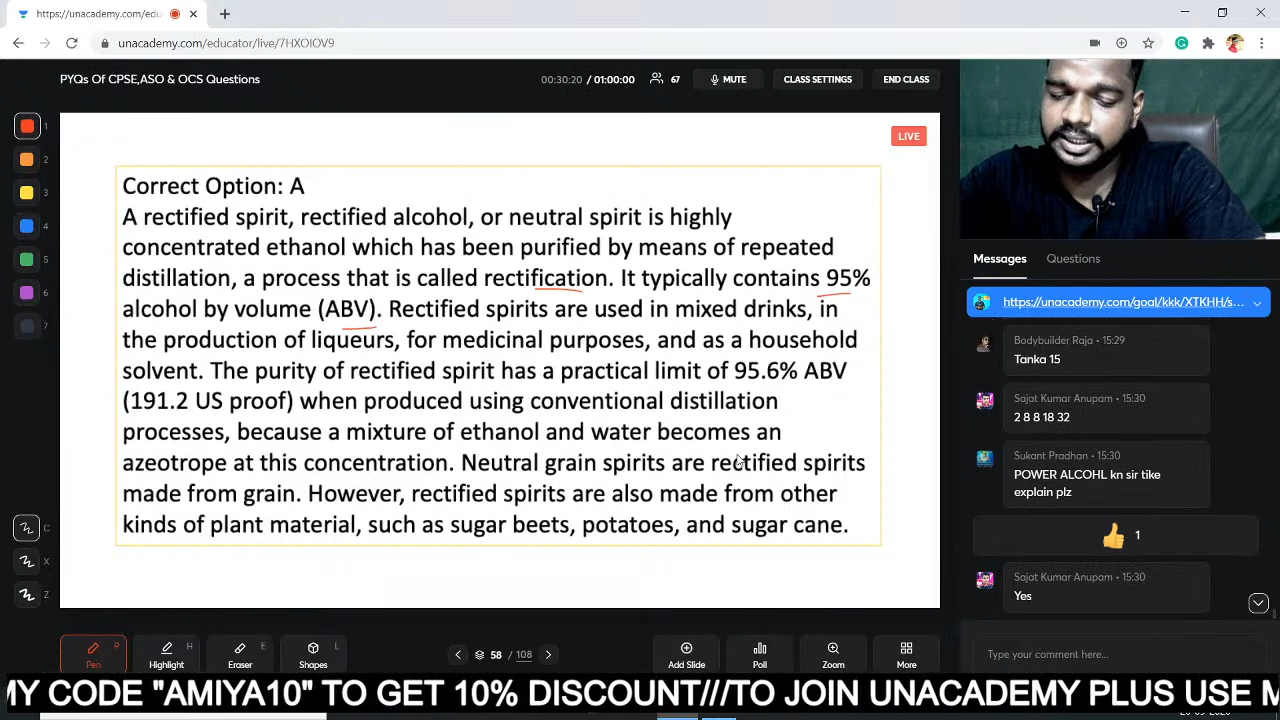 https://unacademy.com/edu
unacademy.com/educator/live/7HXOIOV9
PYQs Of CPSE,ASO & OCS Questions
00:30:20 / 01:00:00
67
MUTE
CLASS SETTINGS
END CLASS
LIVE
1
2
3
4
5
6
7
C
X
Z
Correct Option: A
A rectified spirit, rectified alcohol, or neutral spirit is highly
concentrated ethanol which has been purified by means of repeated
distillation, a process that is called rectification. It typically contains 95%
alcohol by volume (ABV). Rectified spirits are used in mixed drinks, in
the production of liqueurs, for medicinal purposes, and as a household
solvent. The purity of rectified spirit has a practical limit of 95.6% ABV
(191.2 US proof) when produced using conventional distillation
processes, because a mixture of ethanol and water becomes an
azeotrope at this concentration. Neutral grain spirits are rectified spirits
made from grain. However, rectified spirits are also made from other
kinds of plant material, such as sugar beets, potatoes, and sugar cane.
Messages
Questions
https://unacademy.com/goal/kkk/XTKHH/s...
Bodybuilder Raja • 15:29
Tanka 15
Sajat Kumar Anupam • 15:30
2 8 8 18 32
Sukant Pradhan • 15:30
POWER ALCOHL kn sir tike
explain plz
👍 1
Sajat Kumar Anupam • 15:30
Yes
Type your comment here...
P
Pen
H
Highlight
E
Eraser
L
Shapes
58 / 108
Add Slide
Poll
Zoom
More
MY CODE "AMIYA10" TO GET 10% DISCOUNT///TO JOIN UNACADEMY PLUS USE M